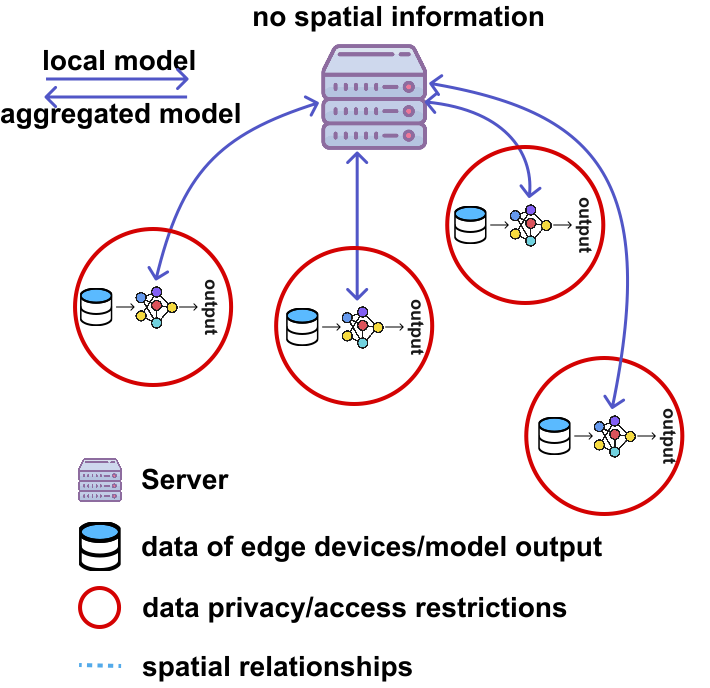 no spatial information
local model
aggregated model
output
output
output
output
Server
data of edge devices/model output
data privacy/access restrictions
spatial relationships